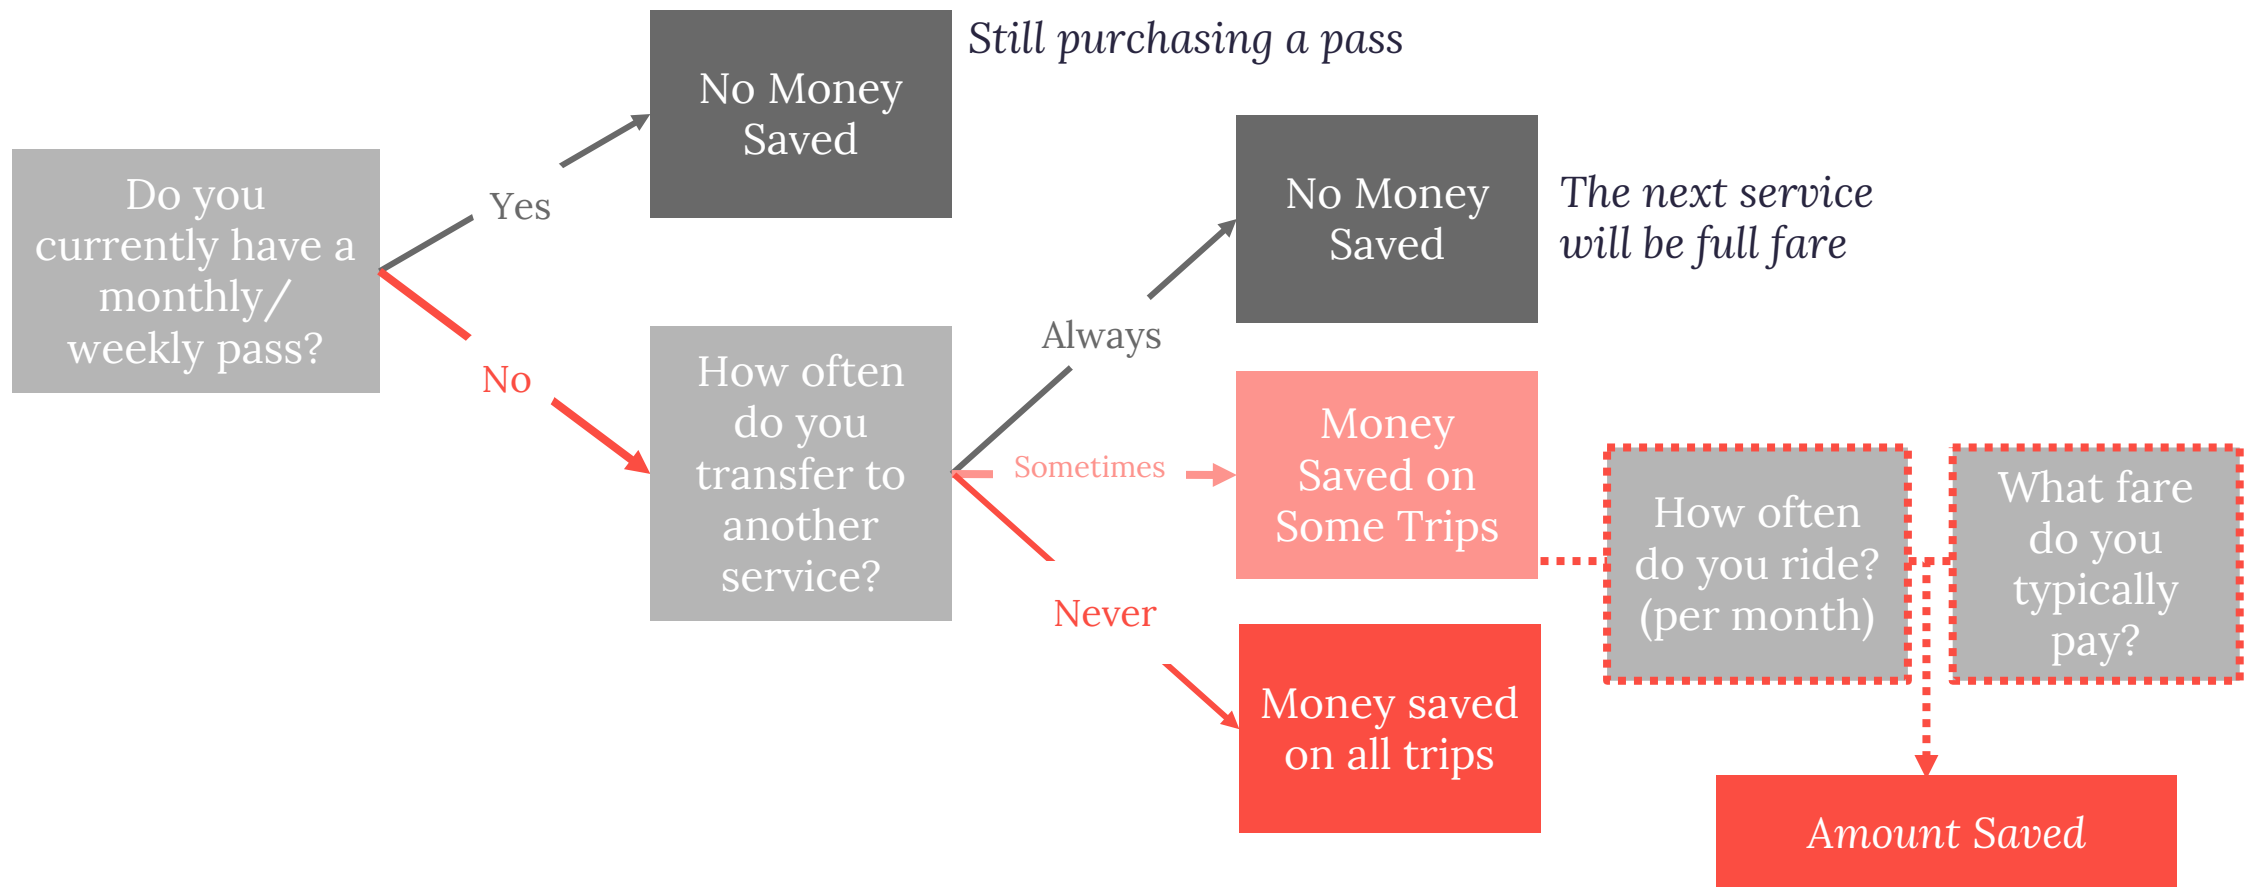 Do you
currently have a
monthly/
weekly pass?
Yes
No
No Money
Saved
Still purchasing a pass
How often
do you
transfer to
another
service?
Always
Sometimes
Never
No Money
Saved
The next service
will be full fare
Money
Saved on
Some Trips
Money saved
on all trips
How often
do you ride?
(per month)
What fare
do you
typically
pay?
Amount Saved